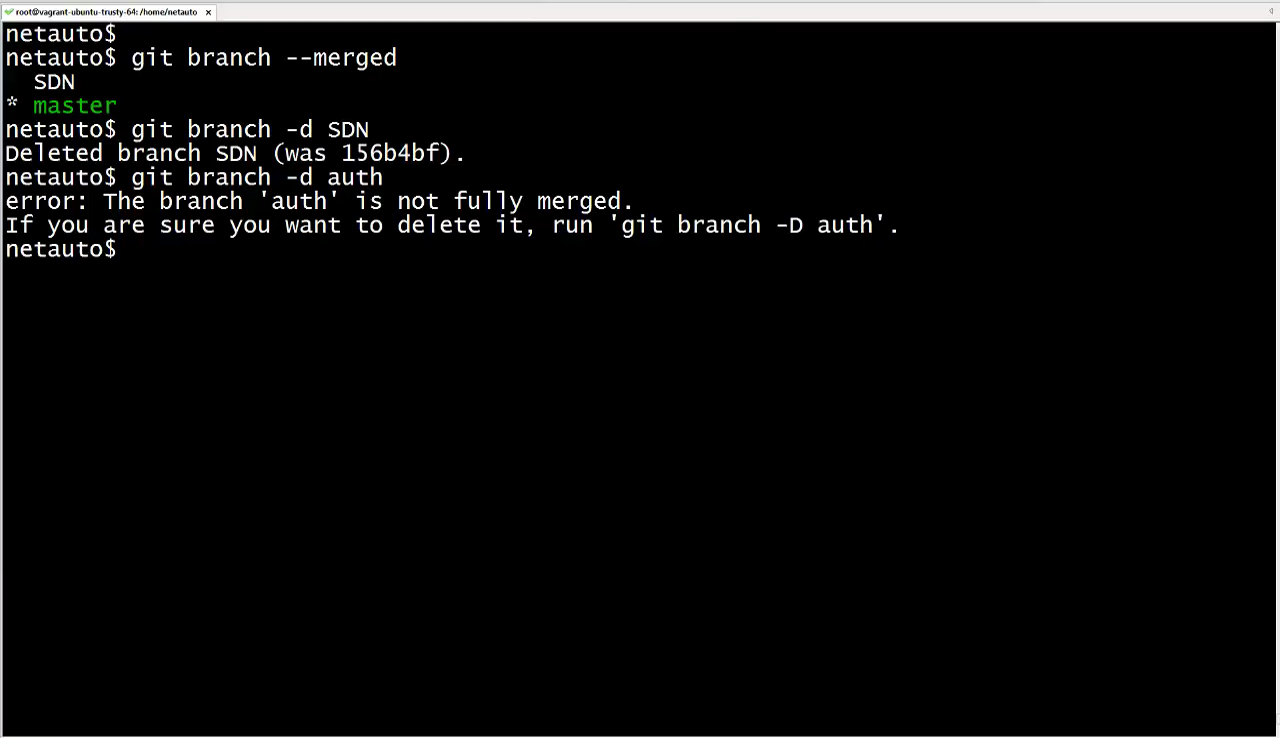 root@vagrant-ubuntu-trusty-64: /home/netauto
netauto$
netauto$ git branch --merged
  SDN
* master
netauto$ git branch -d SDN
Deleted branch SDN (was 156b4bf).
netauto$ git branch -d auth
error: The branch 'auth' is not fully merged.
If you are sure you want to delete it, run 'git branch -D auth'.
netauto$